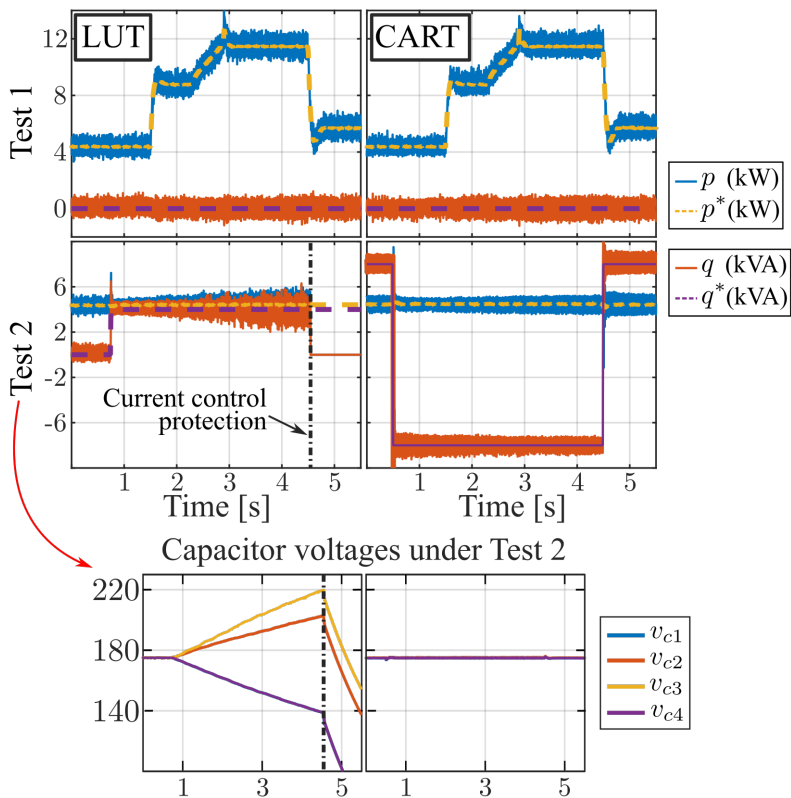 LUT
CART
12
8
4
0
Test 1
p (kW)
p* (kW)
6
2
-2
-6
Test 2
q (kVA)
q* (kVA)
Current control
protection
1 2 3 4 5
1 2 3 4 5
Time [s]
Time [s]
Capacitor voltages under Test 2
220
180
140
1 3 5
1 3 5
vc1
vc2
vc3
vc4